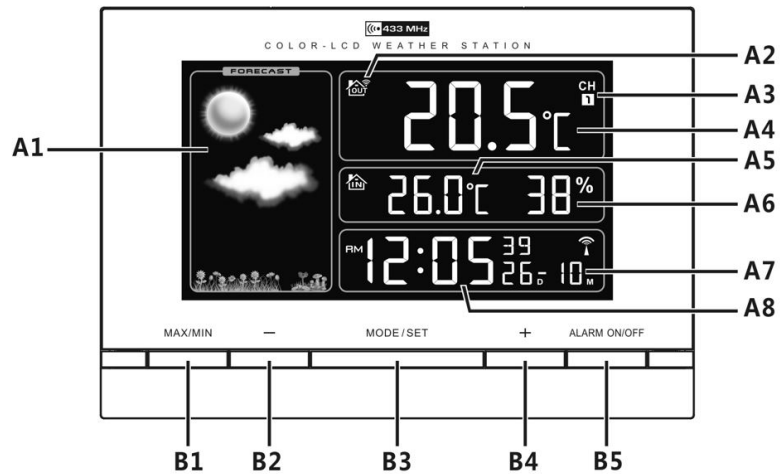 433 MHz
COLOR-LCD WEATHER STATION
FORECAST
OUT
20.5°C
CH
1
IN
26.0°C 38%
AM 12:05
39
26-D 10M
MAX/MIN
−
MODE/SET
+
ALARM ON/OFF
A1
A2
A3
A4
A5
A6
A7
A8
B1
B2
B3
B4
B5